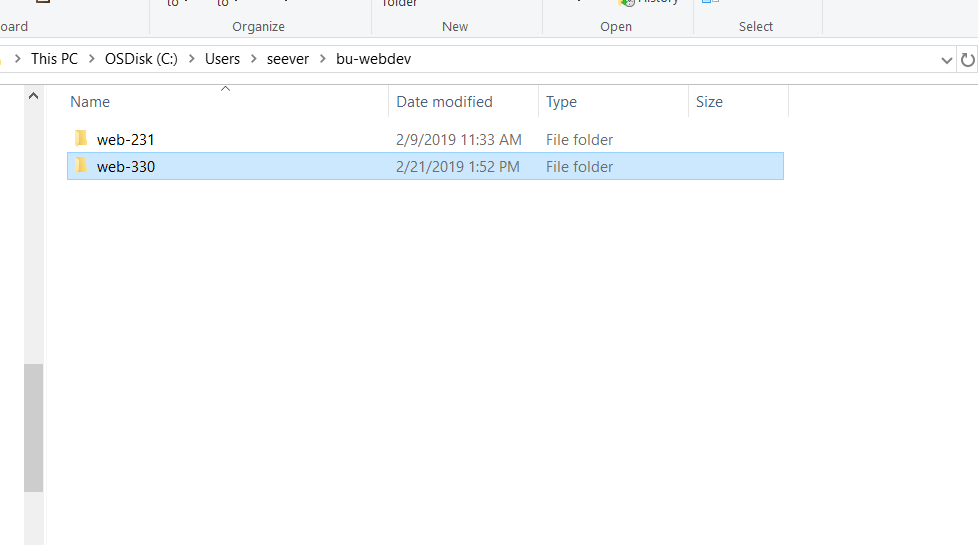 to to folder History
oard Organize New Open Select
This PC > OSDisk (C:) > Users > seever > bu-webdev
Name Date modified Type Size
web-231 2/9/2019 11:33 AM File folder
web-330 2/21/2019 1:52 PM File folder